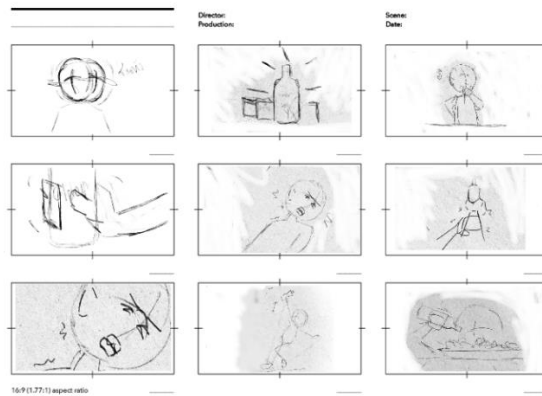 Director:
Production:
Scene:
Date:
16:9 (1.77:1) aspect ratio